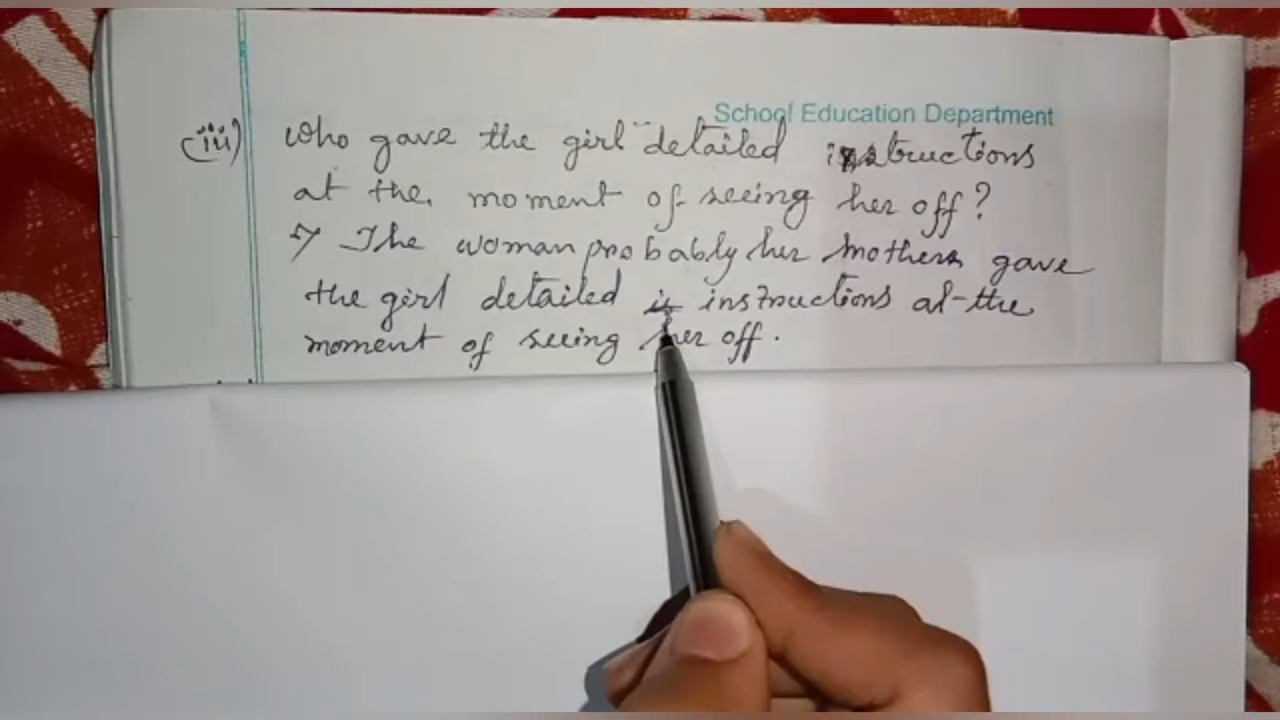 School Education Department
(iii) Who gave the girl detailed instructions
at the moment of seeing her off?
→ The woman probably her mother gave
the girl detailed instructions at the
moment of seeing her off.